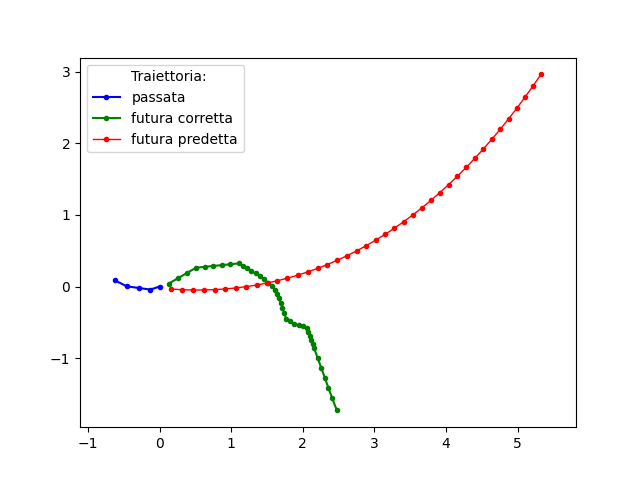 Traiettoria:
passata
futura corretta
futura predetta
3
2
1
0
−1
−1 0 1 2 3 4 5